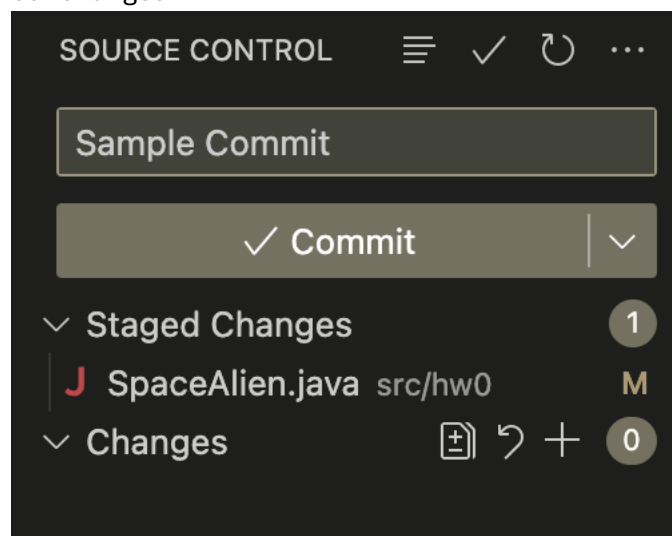 SOURCE CONTROL
Sample Commit
Commit
Staged Changes 1
J SpaceAlien.java src/hw0 M
Changes 0